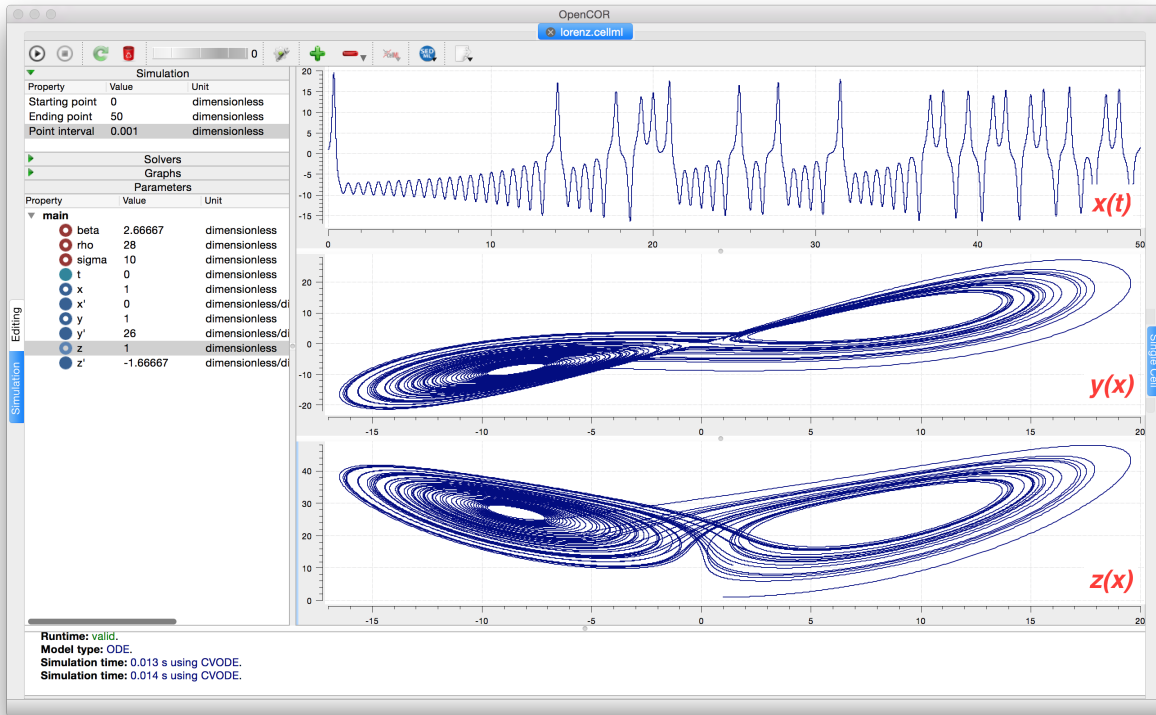 OpenCOR
lorenz.cellml
0
SED ML
Simulation
Property Value Unit
Starting point 0 dimensionless
Ending point 50 dimensionless
Point interval 0.001 dimensionless
Solvers
Graphs
Parameters
Property Value Unit
main
beta 2.66667 dimensionless
rho 28 dimensionless
sigma 10 dimensionless
t 0 dimensionless
x 1 dimensionless
x' 0 dimensionless/di
y 1 dimensionless
y' 26 dimensionless/di
z 1 dimensionless
z' -1.66667 dimensionless/di
Editing
Simulation
20
15
10
5
0
-5
-10
-15
x(t)
0 10 20 30 40 50
20
10
0
-10
-20
y(x)
-15 -10 -5 0 5 10 15 20
40
30
20
10
0
z(x)
-15 -10 -5 0 5 10 15 20
Single Cell
Runtime: valid.
Model type: ODE.
Simulation time: 0.013 s using CVODE.
Simulation time: 0.014 s using CVODE.